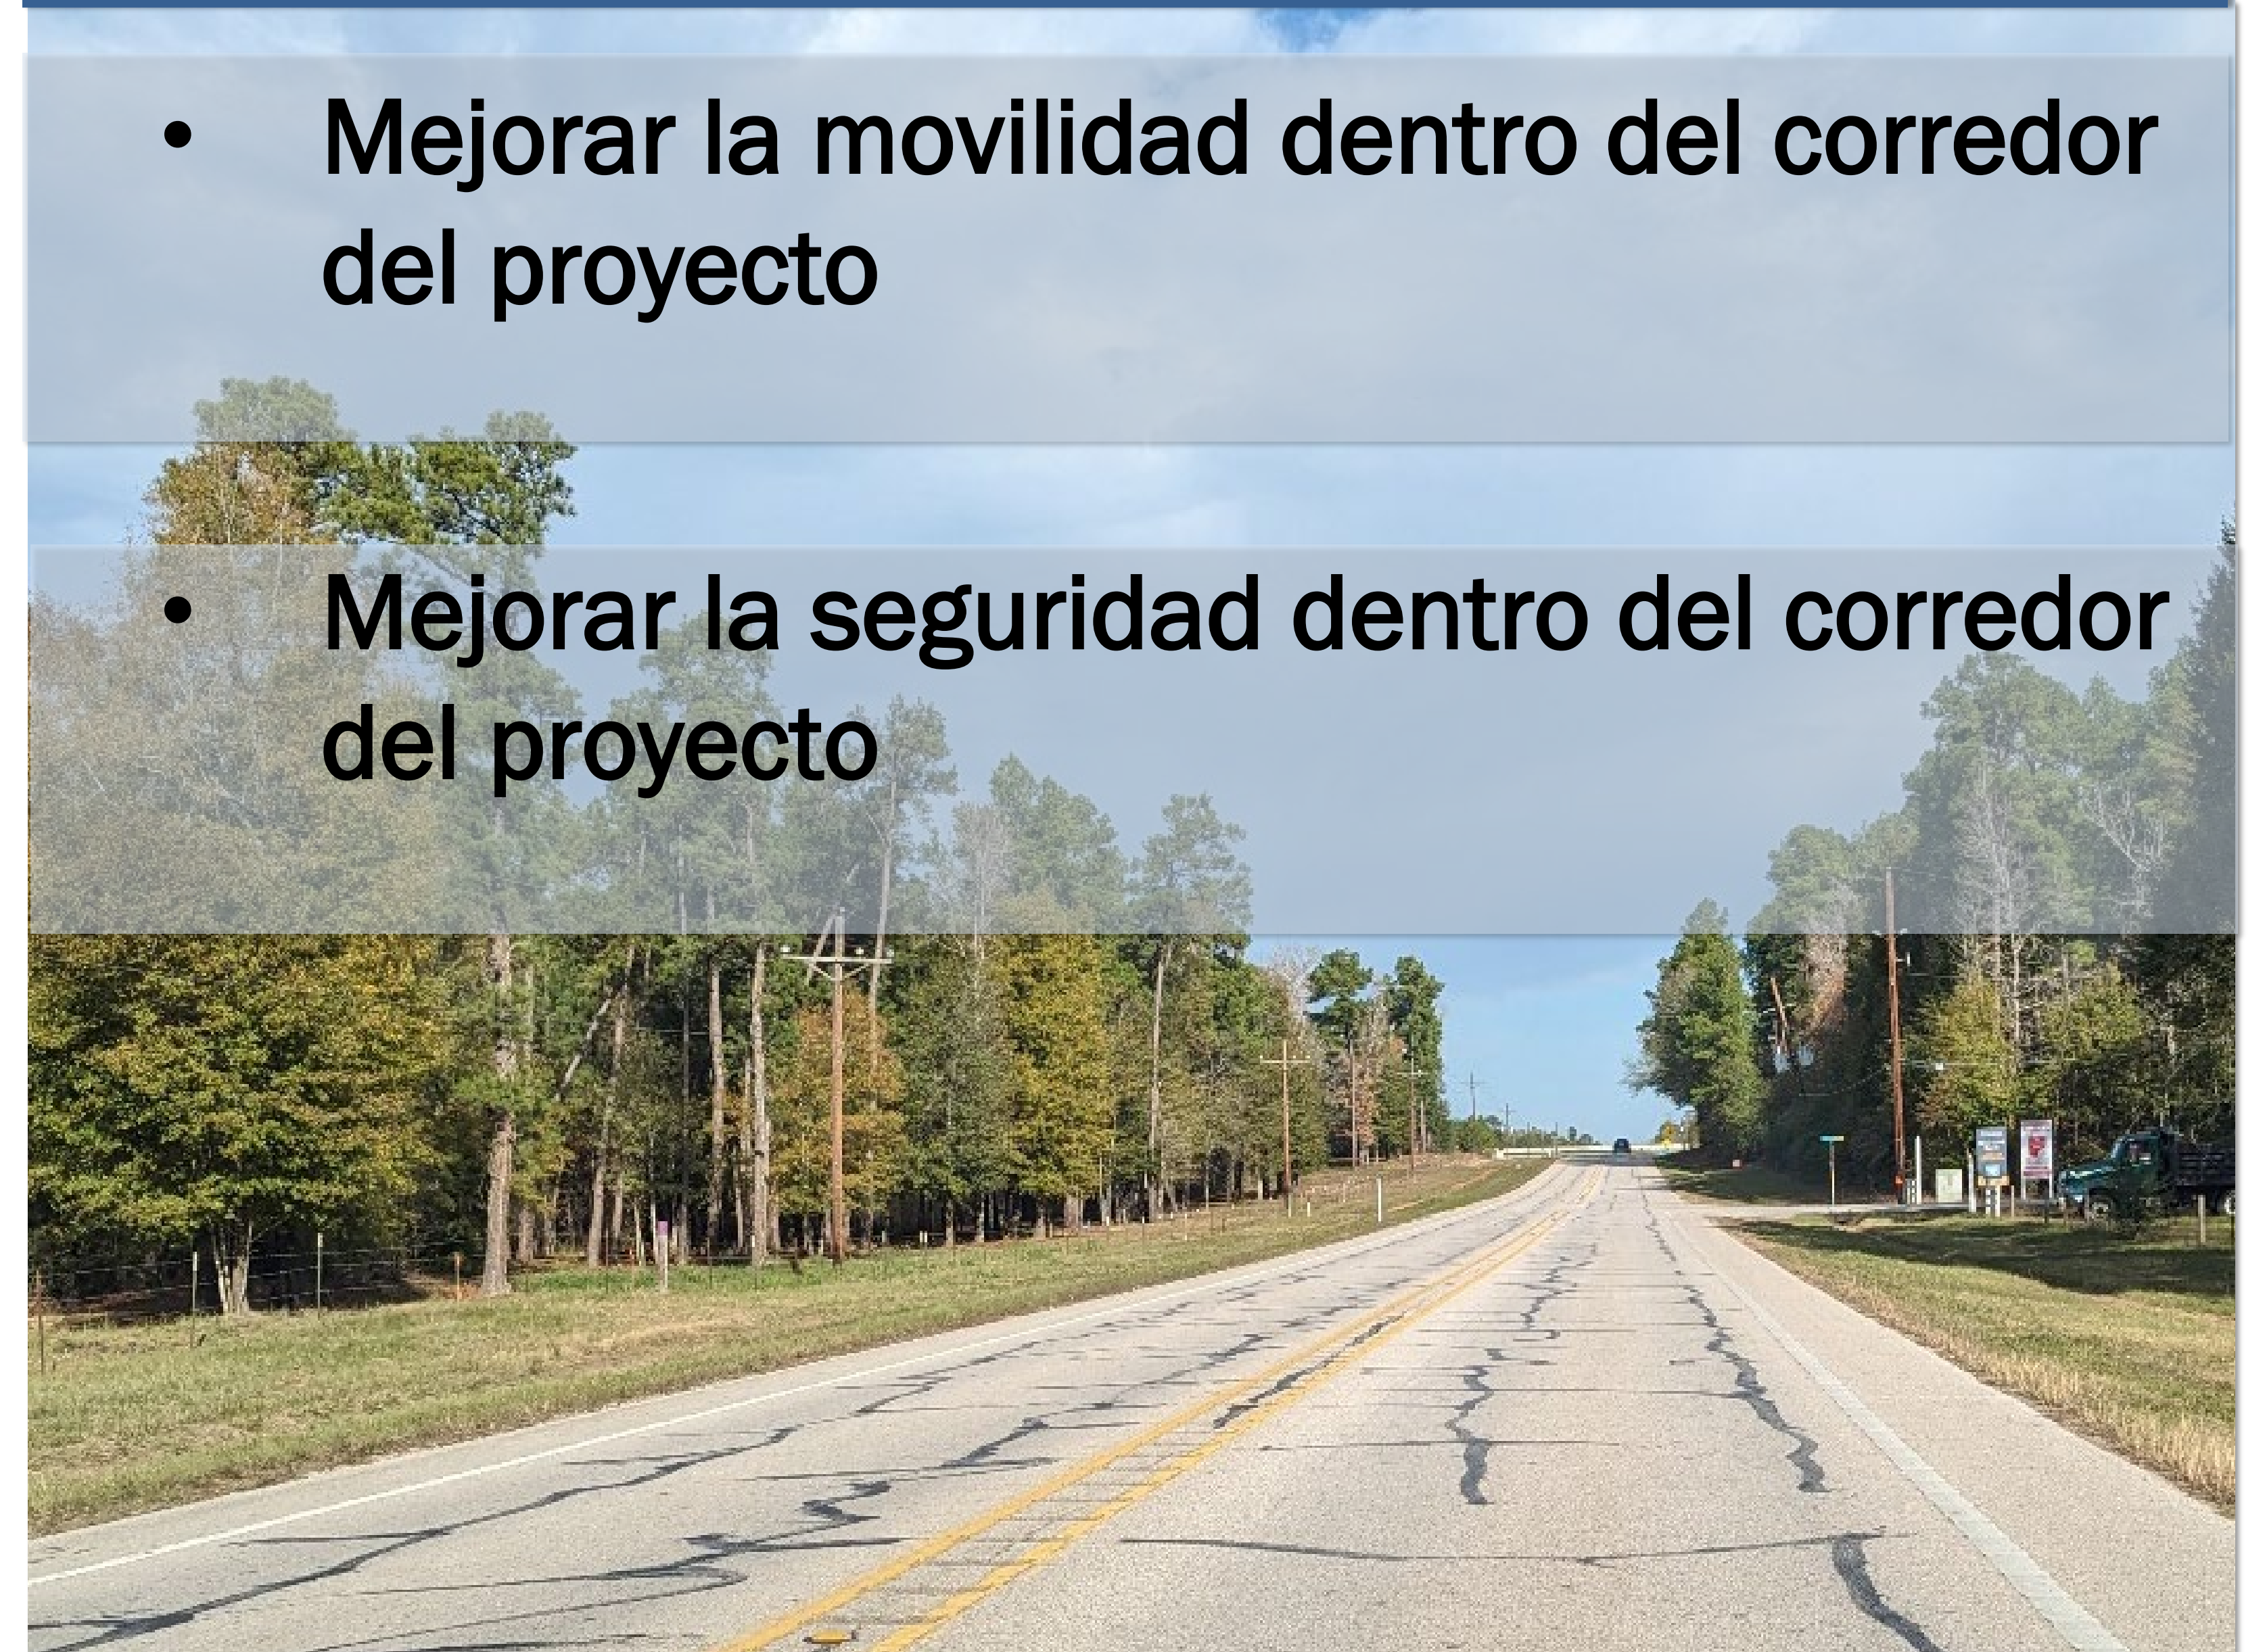 • Mejorar la movilidad dentro del corredor
del proyecto
• Mejorar la seguridad dentro del corredor
del proyecto